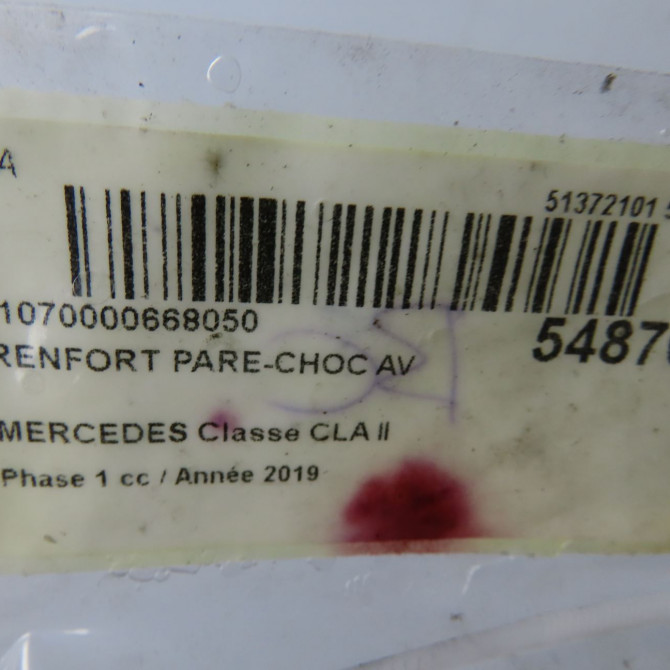 A
51372101
1070000668050
5487
RENFORT PARE-CHOC AV
MERCEDES Classe CLA II
Phase 1 cc / Année 2019